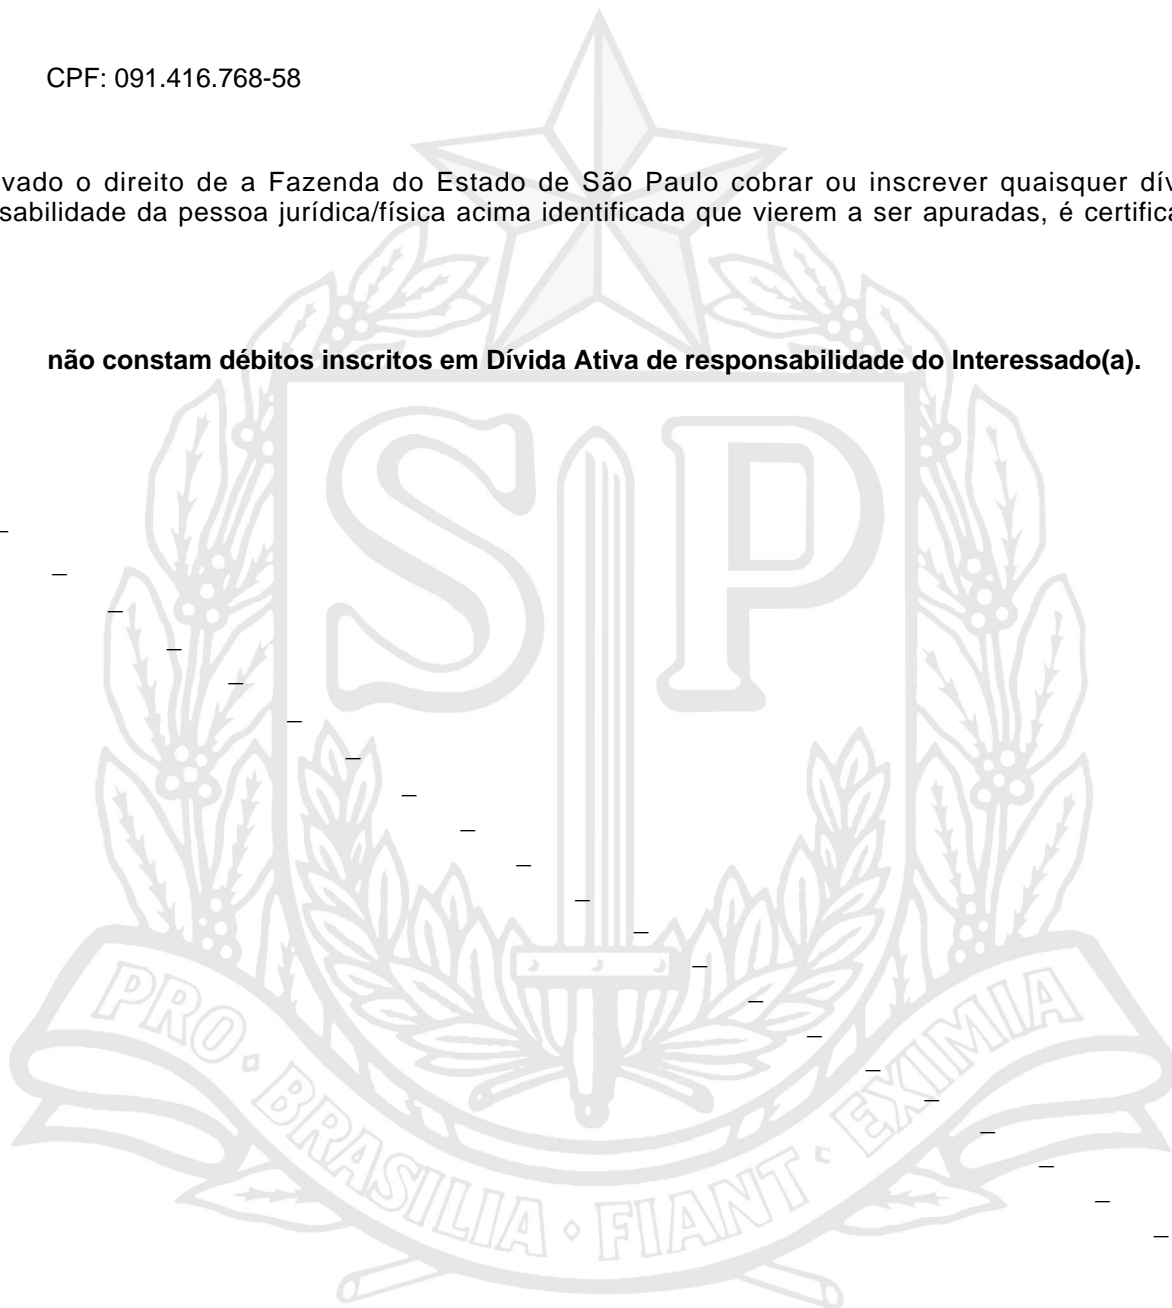 CPF: 091.416.768-58
vado o direito de a Fazenda do Estado de São Paulo cobrar ou inscrever quaisquer dív
sabilidade da pessoa jurídica/física acima identificada que vierem a ser apuradas, é certifica
não constam débitos inscritos em Dívida Ativa de responsabilidade do Interessado(a).
SP
PRO • BRASILIA • FIANT • EXIMIA